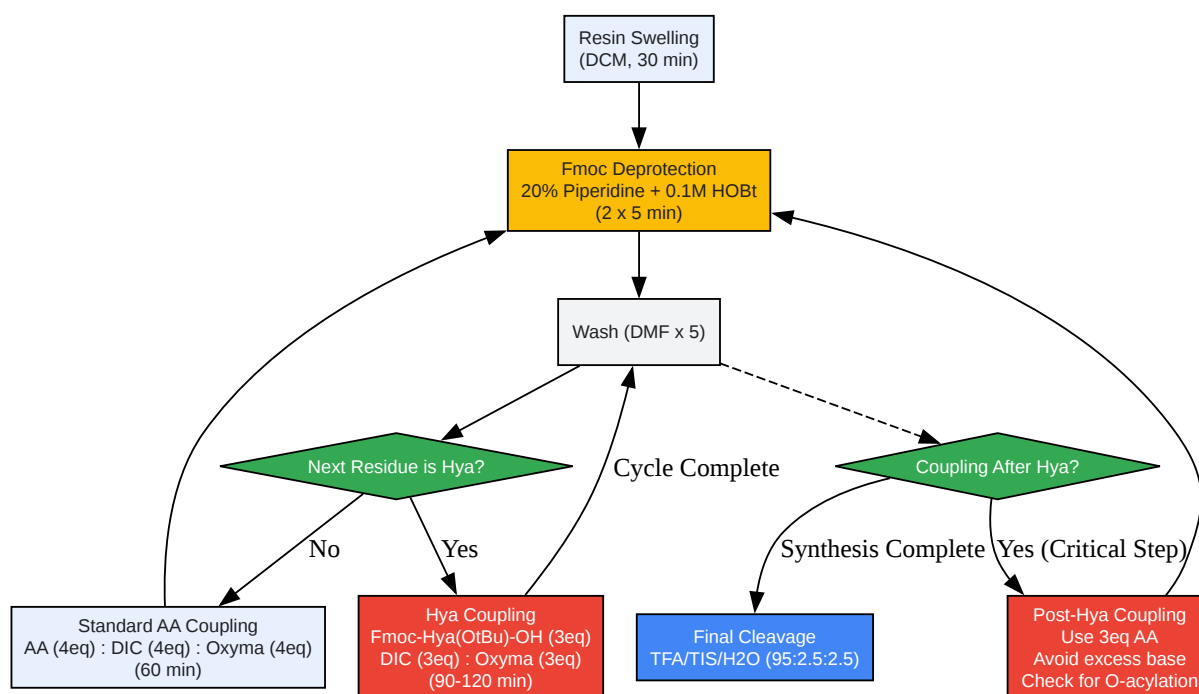 Resin Swelling
(DCM, 30 min)
Fmoc Deprotection
20% Piperidine + 0.1M HOBt
(2 x 5 min)
Wash (DMF x 5)
Next Residue is Hya?
Coupling After Hya?
Cycle Complete
No
Yes
Synthesis Complete
Yes (Critical Step)
Standard AA Coupling
AA (4eq) : DIC (4eq) : Oxyma (4eq)
(60 min)
Hya Coupling
Fmoc-Hya(OtBu)-OH (3eq)
DIC (3eq) : Oxyma (3eq)
(90-120 min)
Final Cleavage
TFA/TIS/H2O (95:2.5:2.5)
Post-Hya Coupling
Use 3eq AA
Avoid excess base
Check for O-acylation